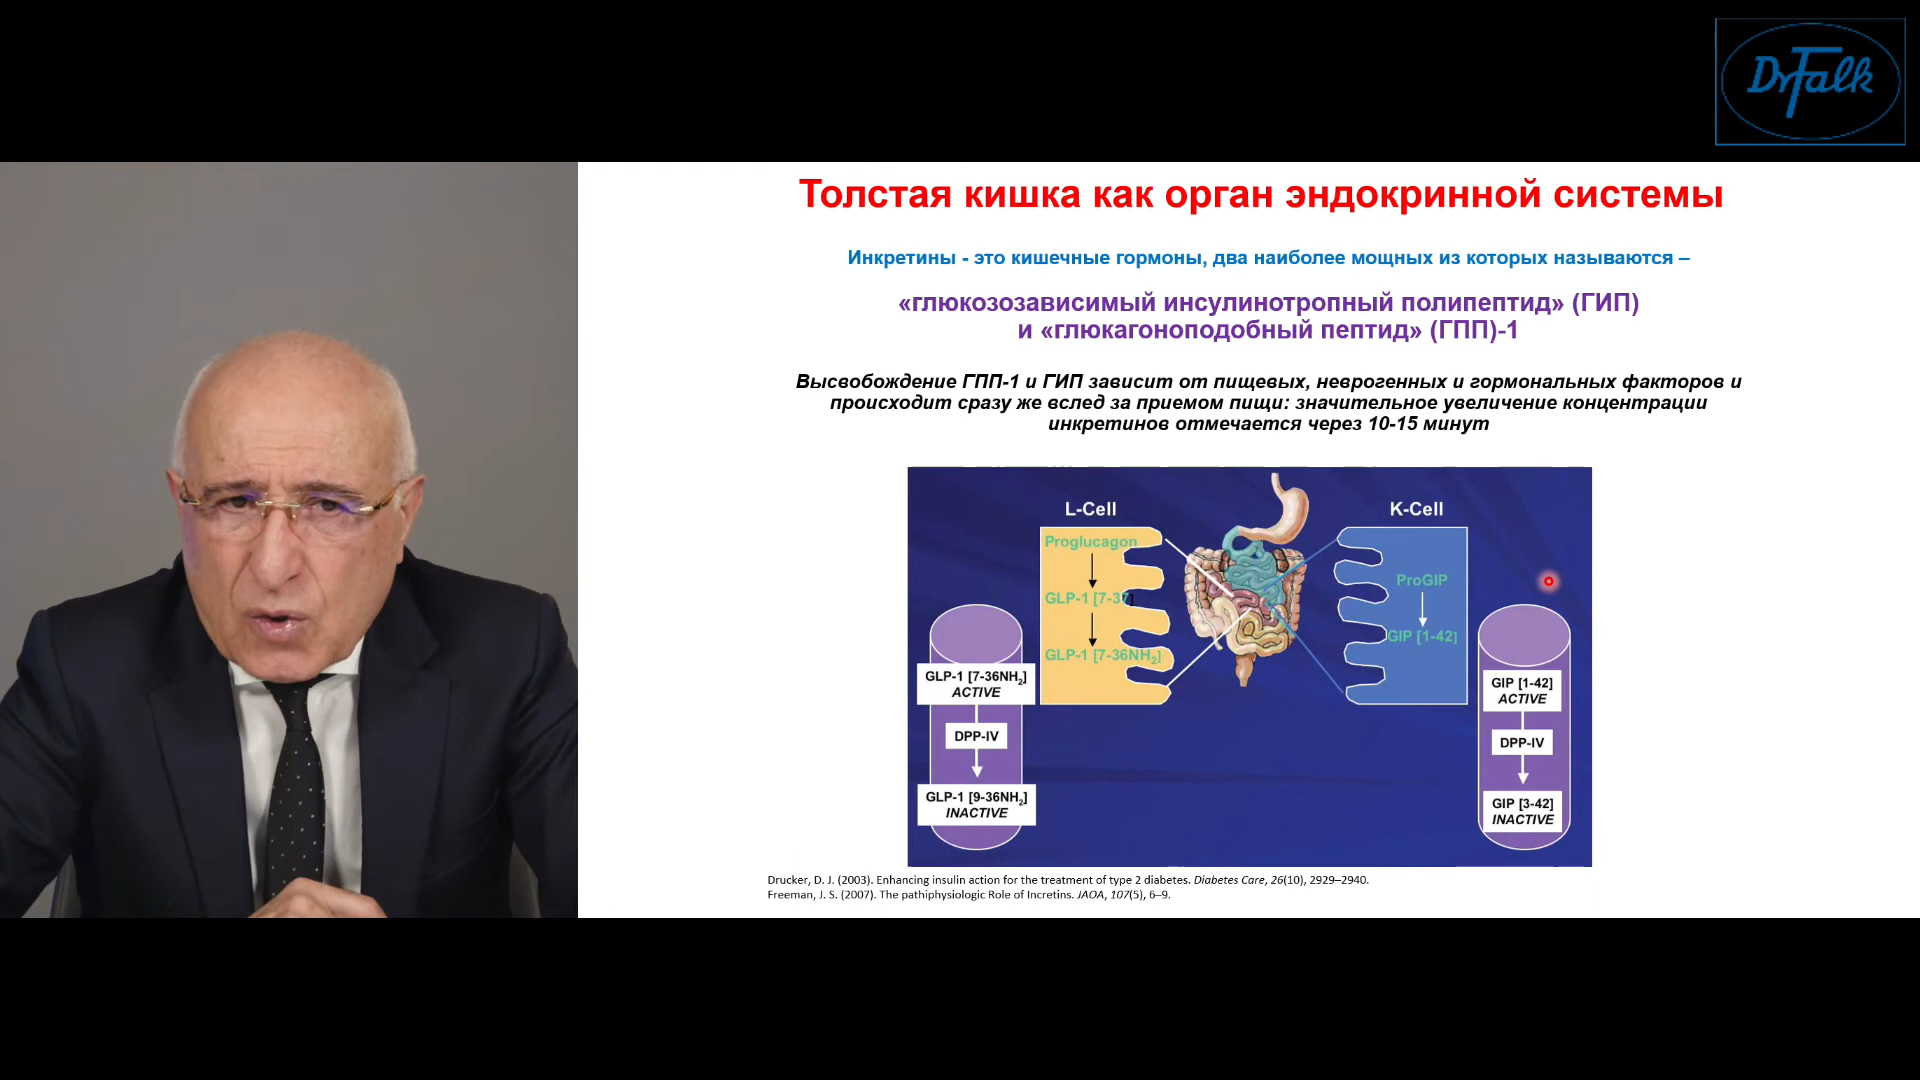 Dr Falk
Толстая кишка как орган эндокринной системы
Инкретины - это кишечные гормоны, два наиболее мощных из которых называются –
«глюкозозависимый инсулинотропный полипептид» (ГИП)
и «глюкагоноподобный пептид» (ГПП)-1
Высвобождение ГПП-1 и ГИП зависит от пищевых, неврогенных и гормональных факторов и
происходит сразу же вслед за приемом пищи: значительное увеличение концентрации
инкретинов отмечается через 10-15 минут
L-Cell
Proglucagon
GLP-1 [7-37]
GLP-1 [7-36NH2]
GLP-1 [7-36NH2]
ACTIVE
DPP-IV
GLP-1 [9-36NH2]
INACTIVE
K-Cell
ProGIP
GIP [1-42]
GIP [1-42]
ACTIVE
DPP-IV
GIP [3-42]
INACTIVE
Drucker, D. J. (2003). Enhancing insulin action for the treatment of type 2 diabetes. Diabetes Care, 26(10), 2929–2940.
Freeman, J. S. (2007). The pathiphysiologic Role of Incretins. JAOA, 107(5), 6–9.